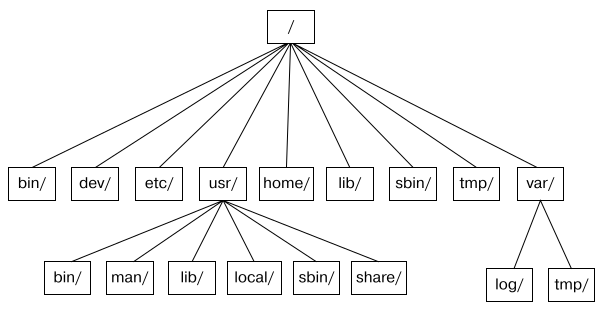 /
bin/ dev/ etc/ usr/ home/ lib/ sbin/ tmp/ var/
bin/ man/ lib/ local/ sbin/ share/ log/ tmp/